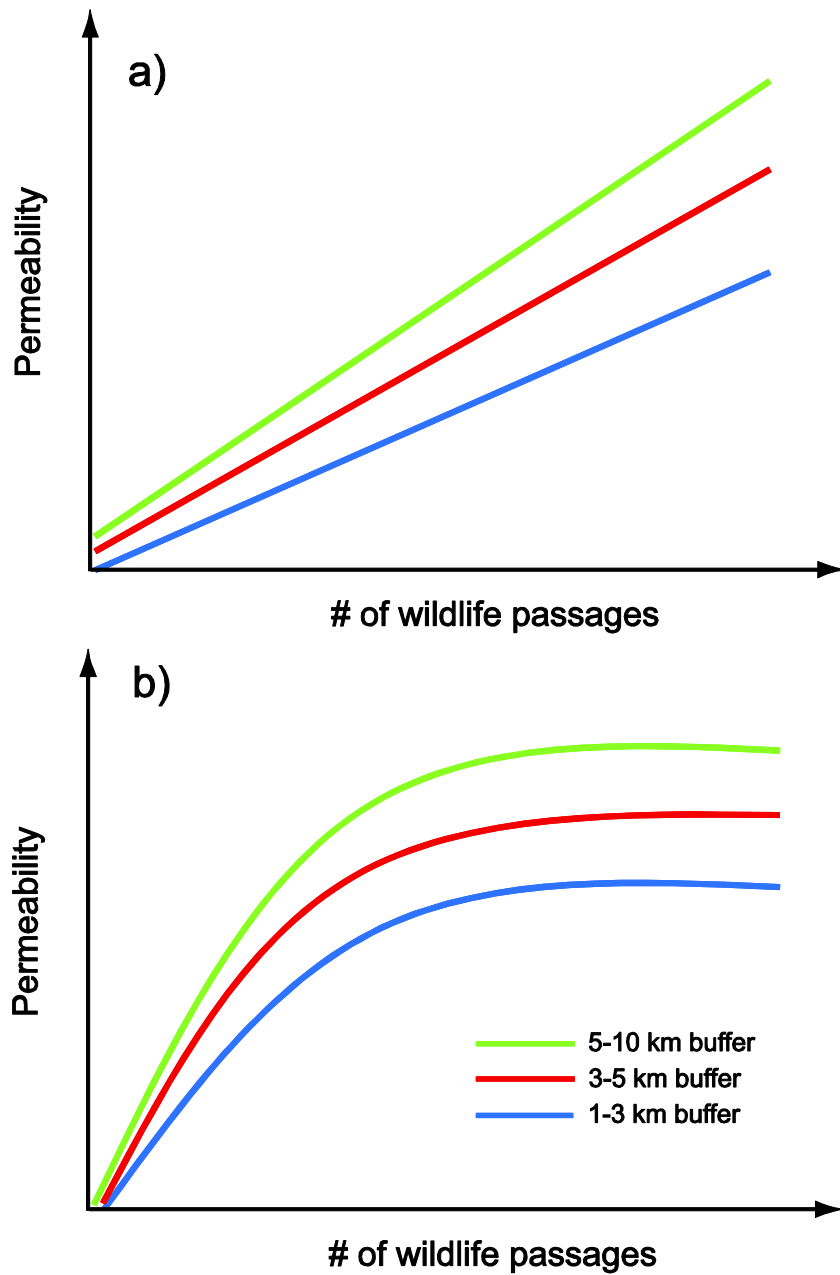 a)
Permeability
# of wildlife passages
b)
Permeability
5-10 km buffer
3-5 km buffer
1-3 km buffer
# of wildlife passages